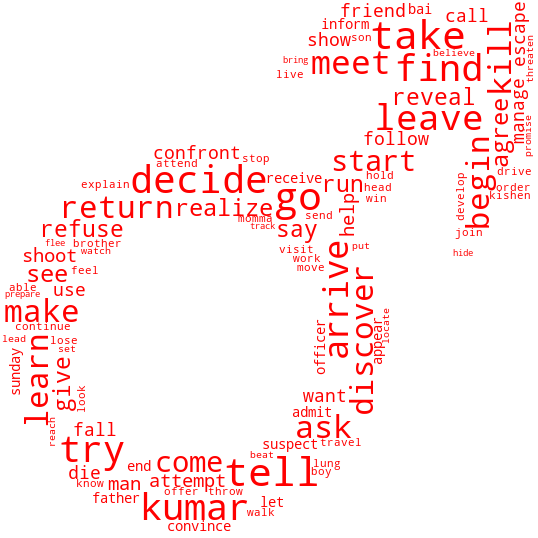 friend bai call
inform
show son take
believe
bring meet find
live
kill
escape
threaten
manage
agree
promise
reveal
leave
follow
begin
confront
attend stop
start
drive
order
kishen
explain decide receive run hold
head
win
go
develop
return realize
help
momma send
track
say
join
refuse
flee brother
watch
visit
put
hide
shoot
work
move
see feel
arrive
discover
able
use
prepare
make
continue
locate
appear
officer
lead
lose
set
learn
sunday
give
look
reach
want
admit
ask
fall
try
suspect travel
beat
come
end
tell
lung
boy
die
know man attempt
offer throw
father
kumar
let
walk
convince